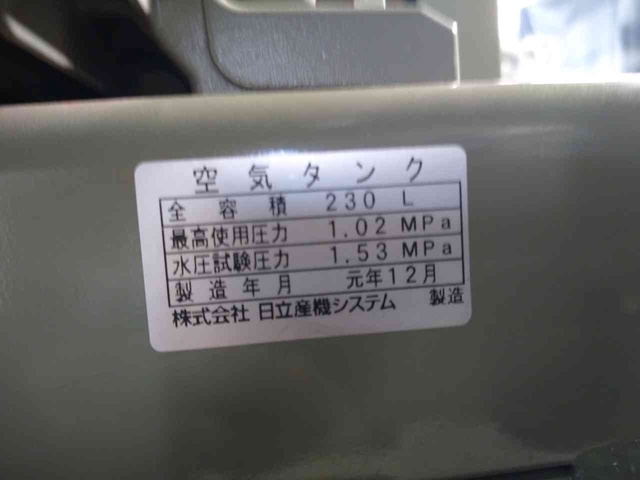 空気タンク
全容積 230 L
最高使用圧力 1.02 MPa
水圧試験圧力 1.53 MPa
製造年月 元年12月
株式会社 日立産機システム 製造